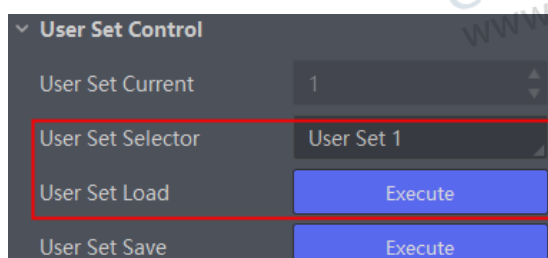 User Set Control
User Set Current 1
User Set Selector User Set 1
User Set Load Execute
User Set Save Execute
www